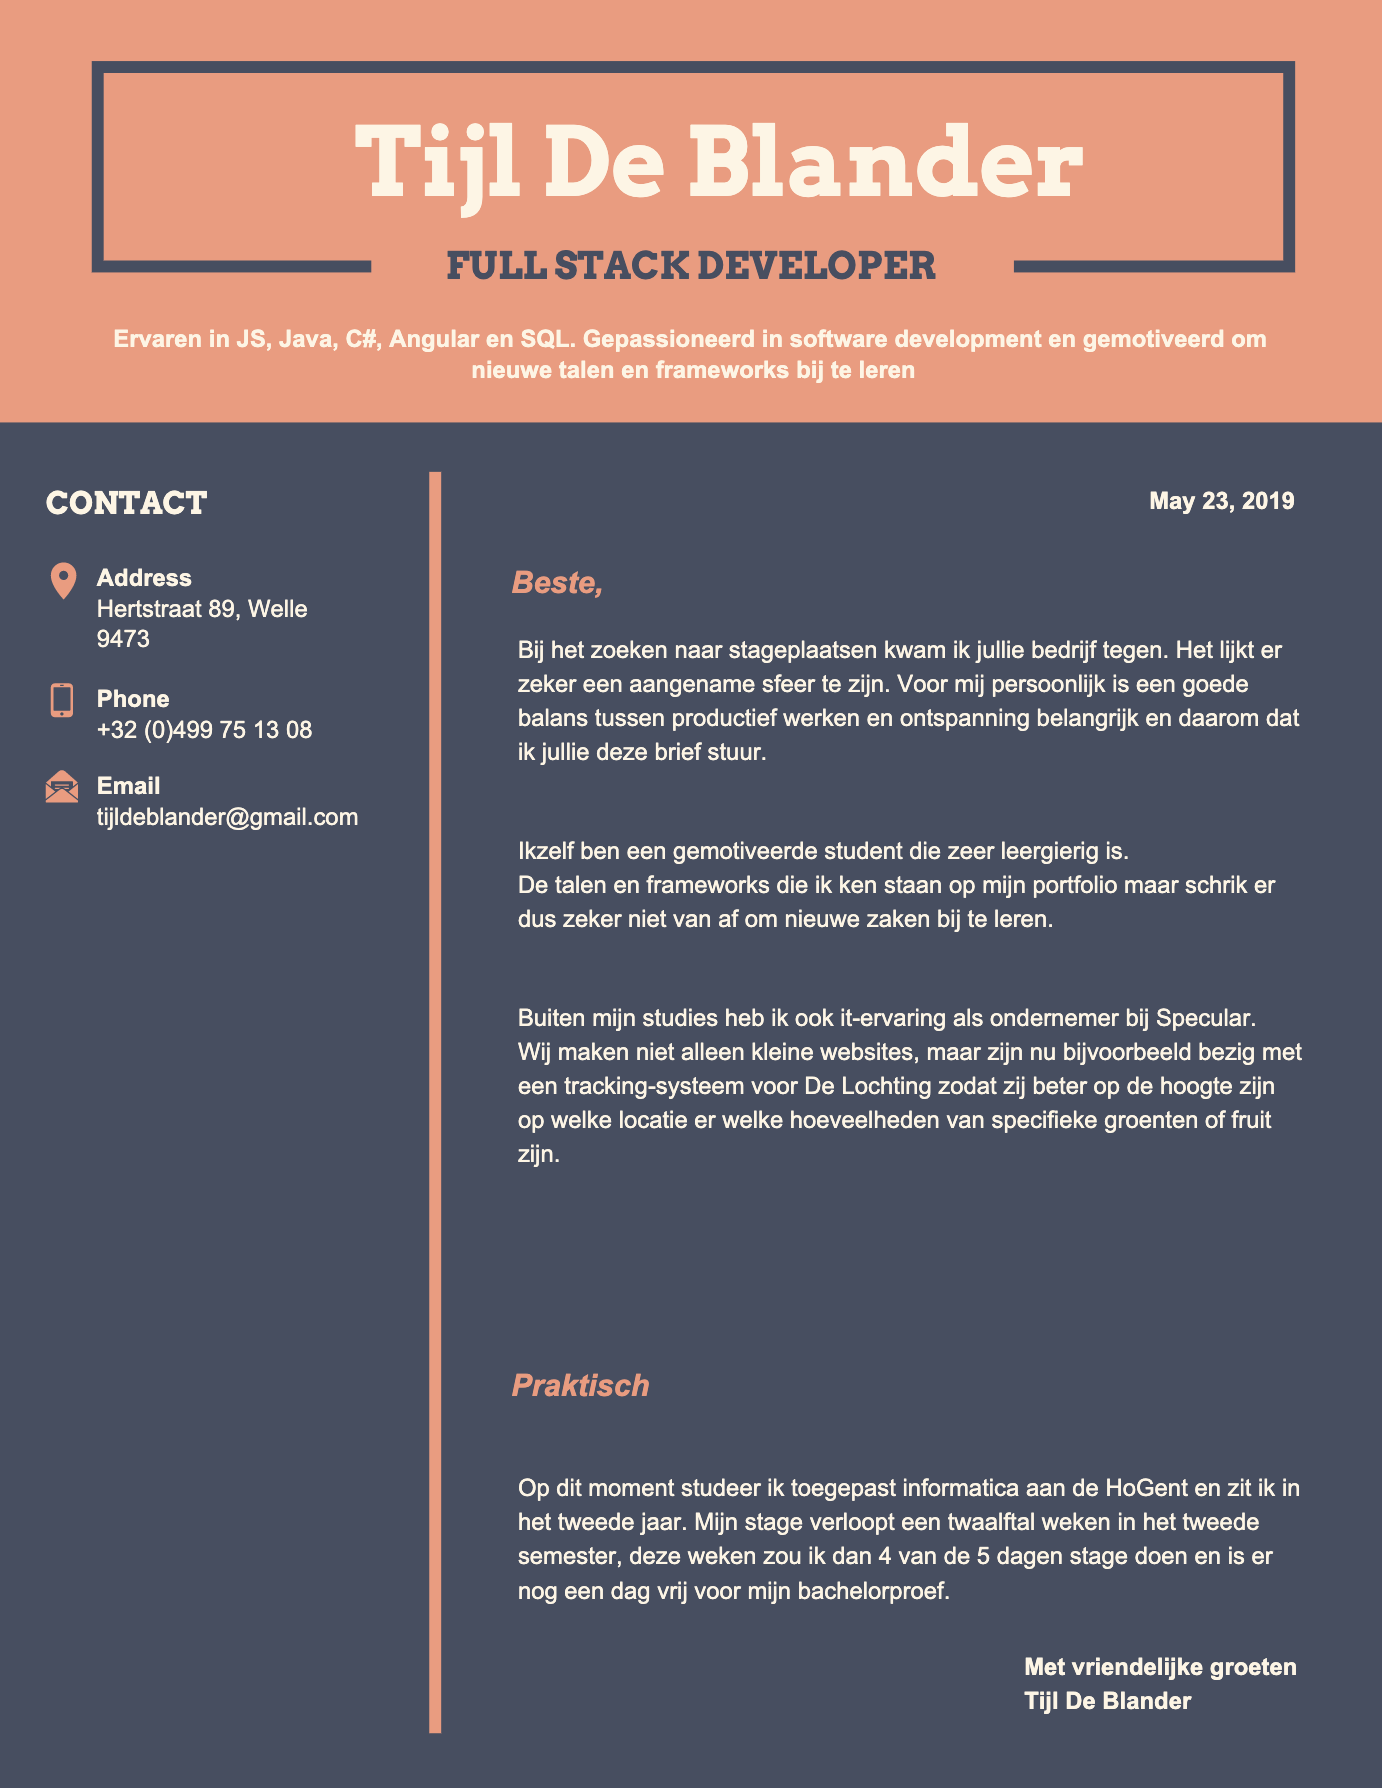 Tijl De Blander
FULL STACK DEVELOPER
Ervaren in JS, Java, C#, Angular en SQL. Gepassioneerd in software development en gemotiveerd om
nieuwe talen en frameworks bij te leren
CONTACT
Address
Hertstraat 89, Welle
9473
Phone
+32 (0)499 75 13 08
Email
tijldeblander@gmail.com
May 23, 2019
Beste,
Bij het zoeken naar stageplaatsen kwam ik jullie bedrijf tegen. Het lijkt er
zeker een aangename sfeer te zijn. Voor mij persoonlijk is een goede
balans tussen productief werken en ontspanning belangrijk en daarom dat
ik jullie deze brief stuur.
Ikzelf ben een gemotiveerde student die zeer leergierig is.
De talen en frameworks die ik ken staan op mijn portfolio maar schrik er
dus zeker niet van af om nieuwe zaken bij te leren.
Buiten mijn studies heb ik ook it-ervaring als ondernemer bij Specular.
Wij maken niet alleen kleine websites, maar zijn nu bijvoorbeeld bezig met
een tracking-systeem voor De Lochting zodat zij beter op de hoogte zijn
op welke locatie er welke hoeveelheden van specifieke groenten of fruit
zijn.
Praktisch
Op dit moment studeer ik toegepast informatica aan de HoGent en zit ik in
het tweede jaar. Mijn stage verloopt een twaalftal weken in het tweede
semester, deze weken zou ik dan 4 van de 5 dagen stage doen en is er
nog een dag vrij voor mijn bachelorproef.
Met vriendelijke groeten
Tijl De Blander